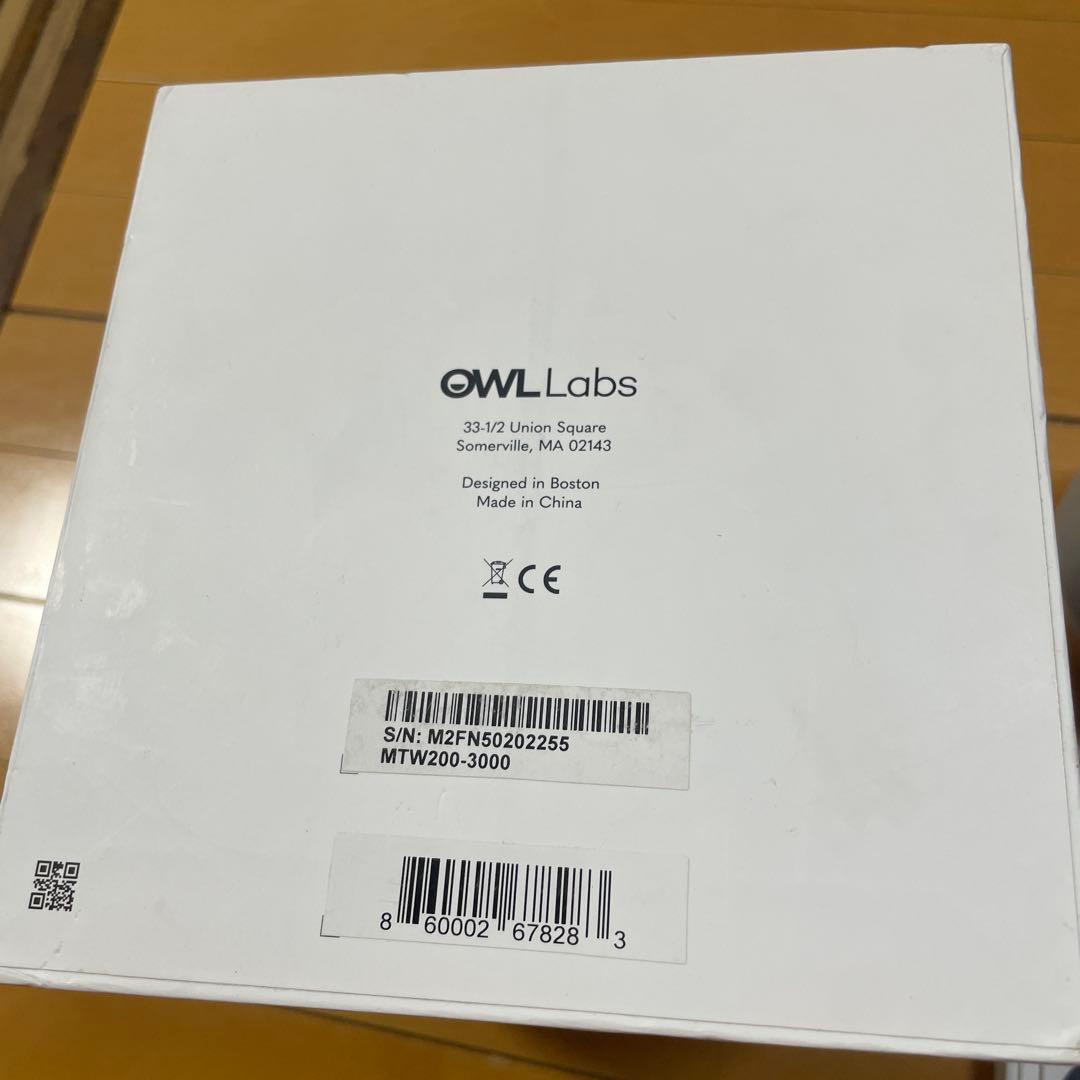 OWL Labs
33-1/2 Union Square
Somerville, MA 02143
Designed in Boston
Made in China
CE
S/N: M2FN50202255
MTW200-3000
8 60002 67828 3